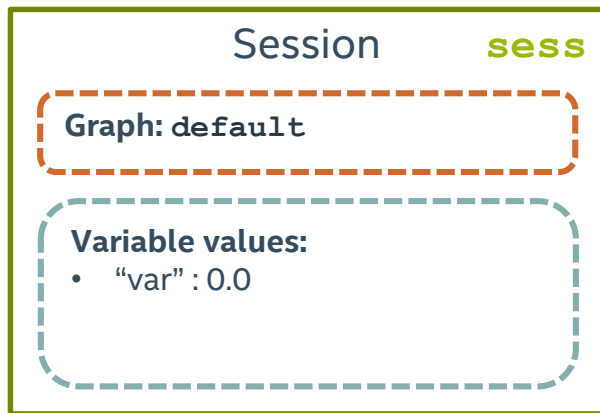 Session sess
Graph: default
Variable values:
• “var” : 0.0